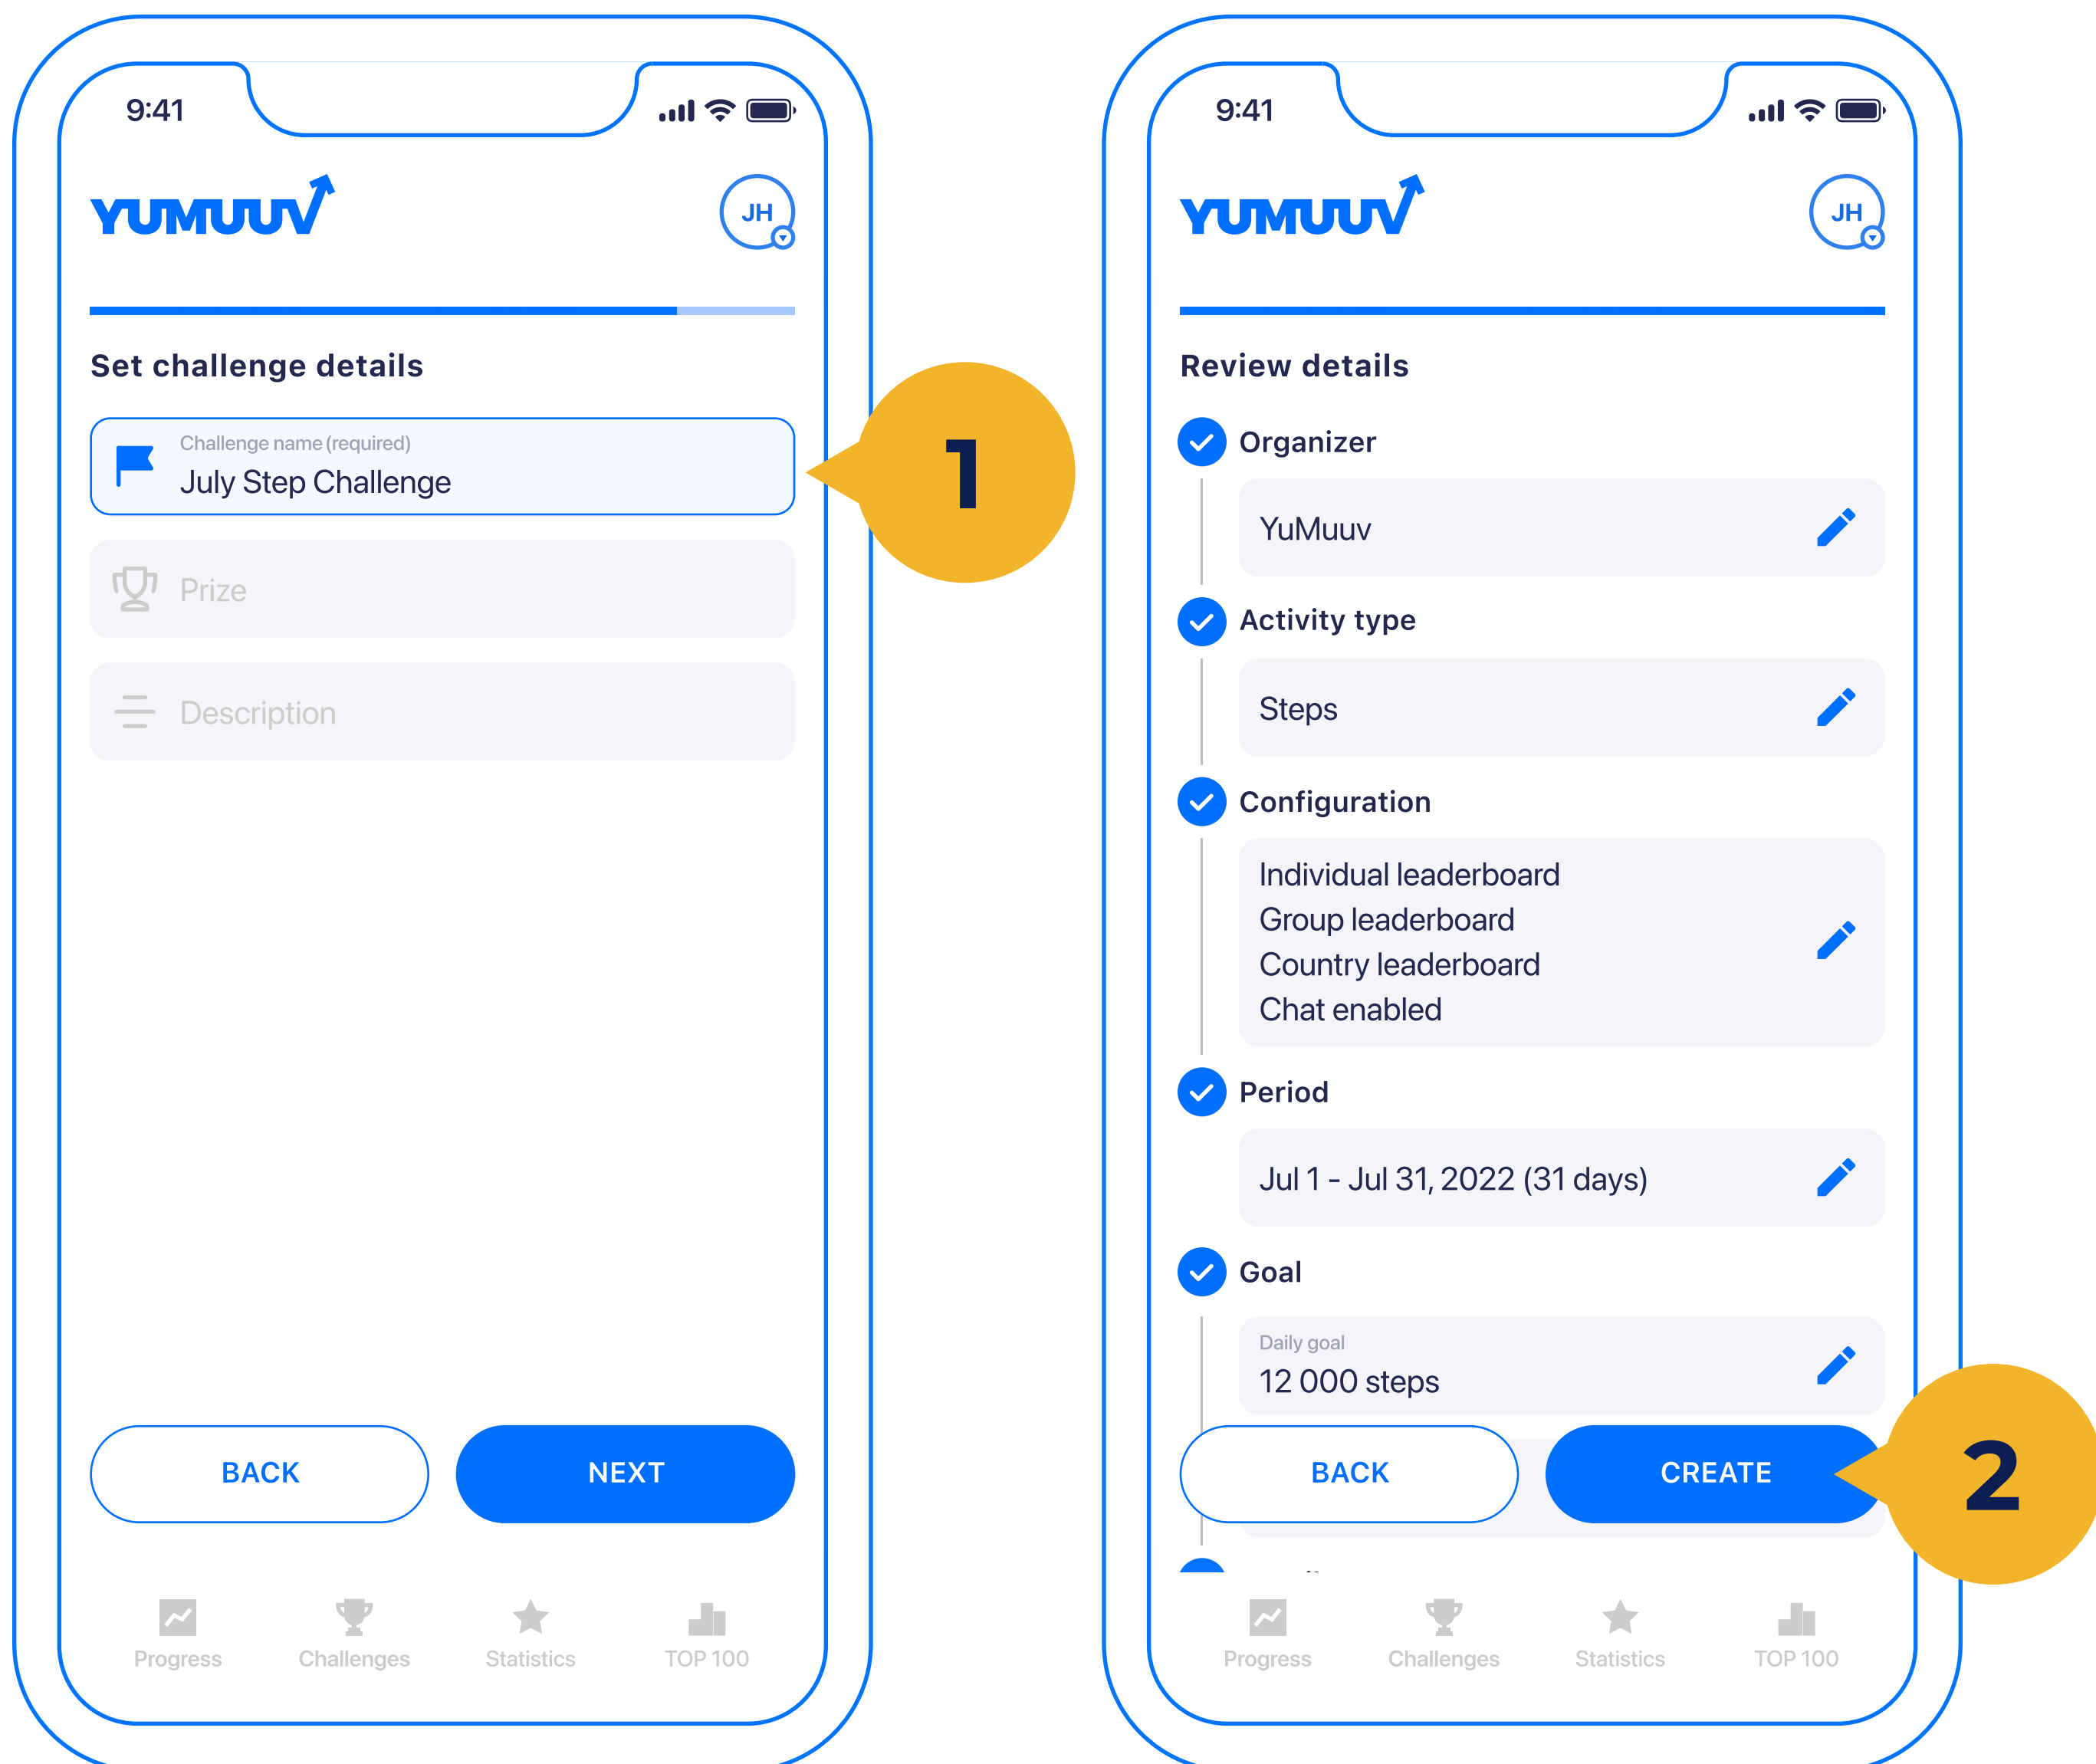 9:41
YUMUUV
JH
Set challenge details
Challenge name (required)
July Step Challenge
Prize
Description
BACK
NEXT
Progress
Challenges
Statistics
TOP 100
1
9:41
YUMUUV
JH
Review details
Organizer
YuMuuv
Activity type
Steps
Configuration
Individual leaderboard
Group leaderboard
Country leaderboard
Chat enabled
Period
Jul 1 - Jul 31, 2022 (31 days)
Goal
Daily goal
12 000 steps
BACK
CREATE
Progress
Challenges
Statistics
TOP 100
2